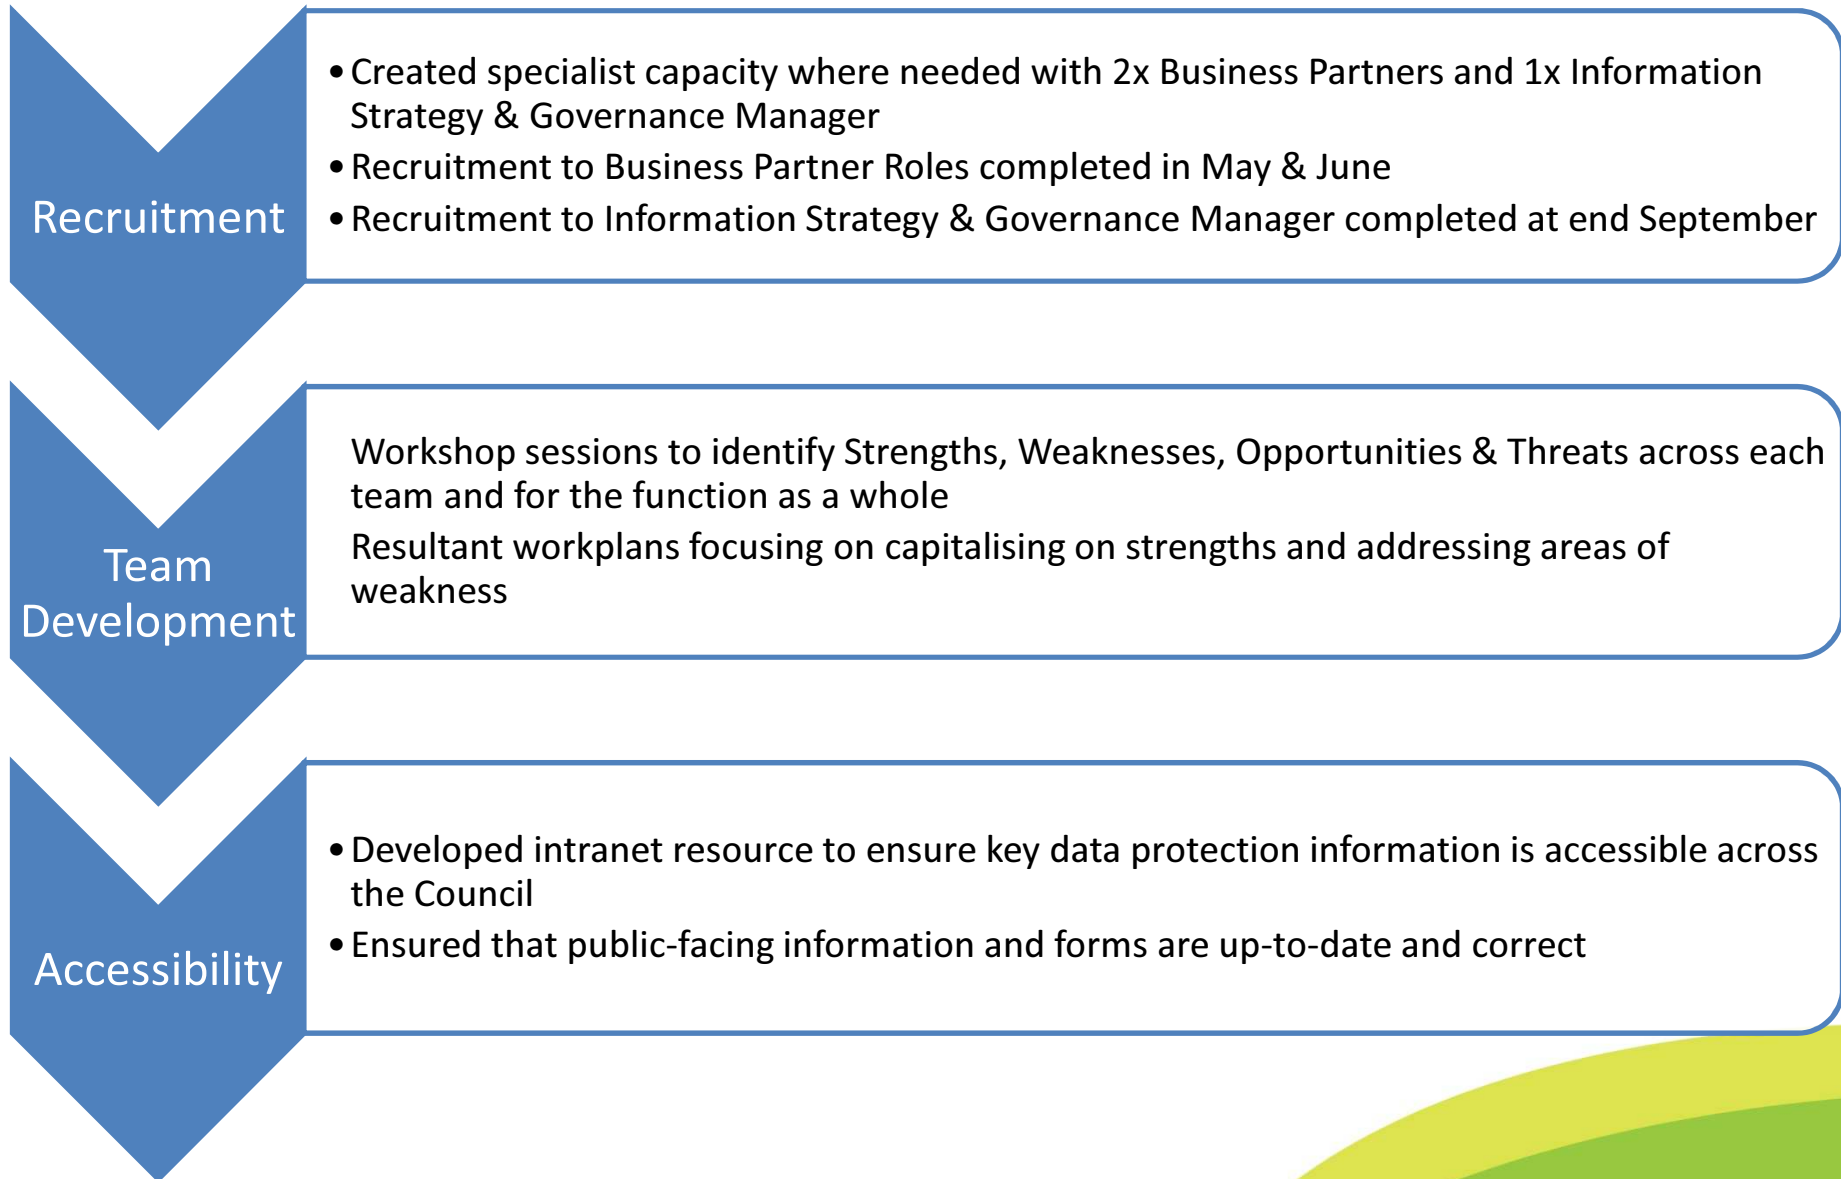 Recruitment
• Created specialist capacity where needed with 2x Business Partners and 1x Information
Strategy & Governance Manager
• Recruitment to Business Partner Roles completed in May & June
• Recruitment to Information Strategy & Governance Manager completed at end September
Team
Development
Workshop sessions to identify Strengths, Weaknesses, Opportunities & Threats across each
team and for the function as a whole
Resultant workplans focusing on capitalising on strengths and addressing areas of
weakness
Accessibility
• Developed intranet resource to ensure key data protection information is accessible across
the Council
• Ensured that public-facing information and forms are up-to-date and correct